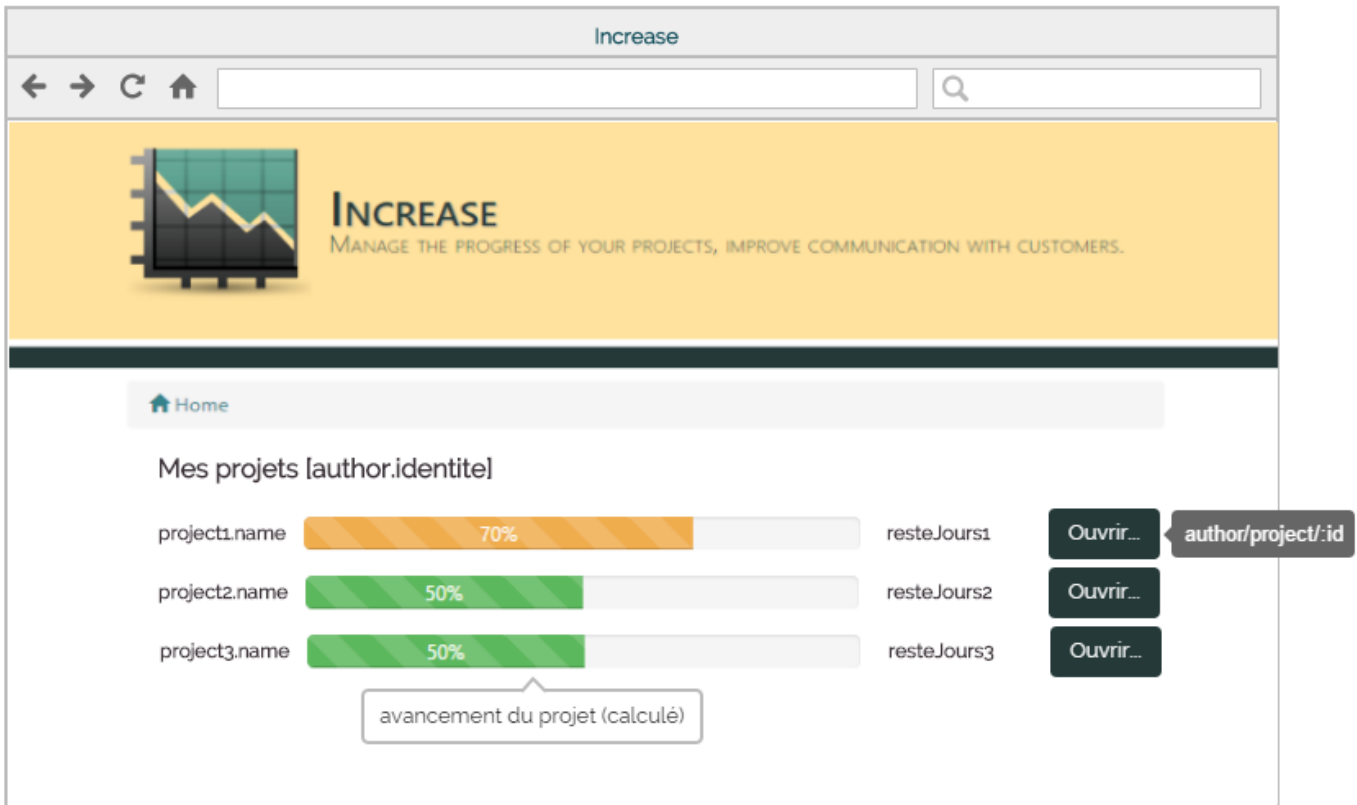 Increase
INCREASE
MANAGE THE PROGRESS OF YOUR PROJECTS, IMPROVE COMMUNICATION WITH CUSTOMERS.
Home
Mes projets [author.identite]
project1.name 70% resteJours1 Ouvrir... author/project/:id
project2.name 50% resteJours2 Ouvrir...
project3.name 50% resteJours3 Ouvrir...
avancement du projet (calculé)